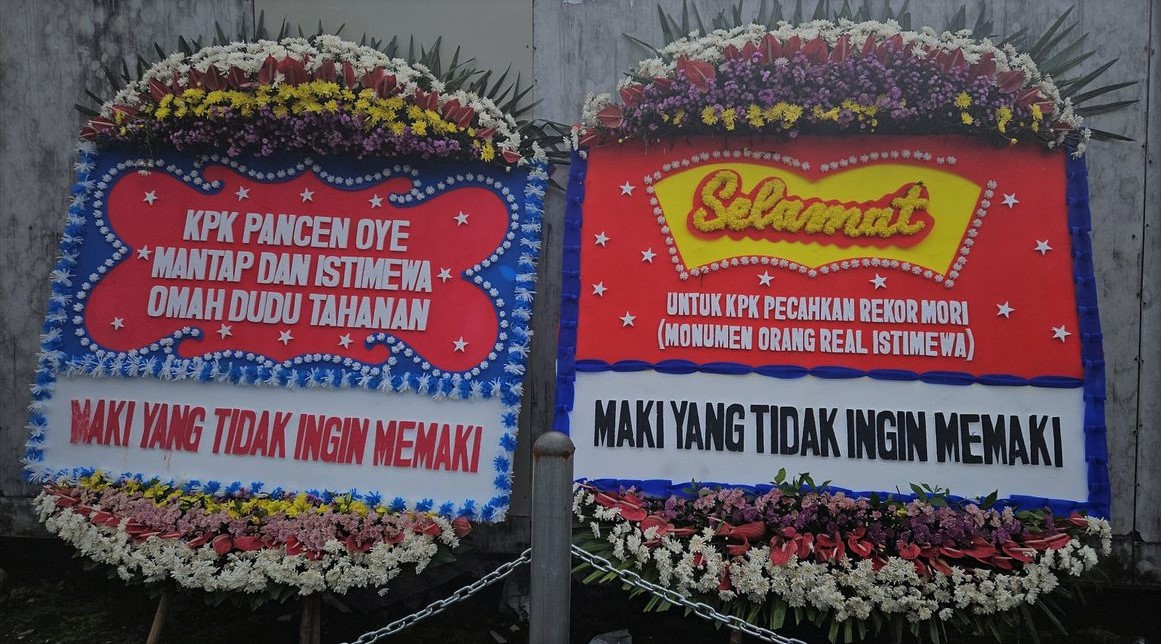 KPK PANCEN OYE
MANTAP DAN ISTIMEWA
OMAH DUDU TAHANAN
MAKI YANG TIDAK INGIN MEMAKI
Selamat
UNTUK KPK PECAHKAN REKOR MORI
(MONUMEN ORANG REAL ISTIMEWA)
MAKI YANG TIDAK INGIN MEMAKI